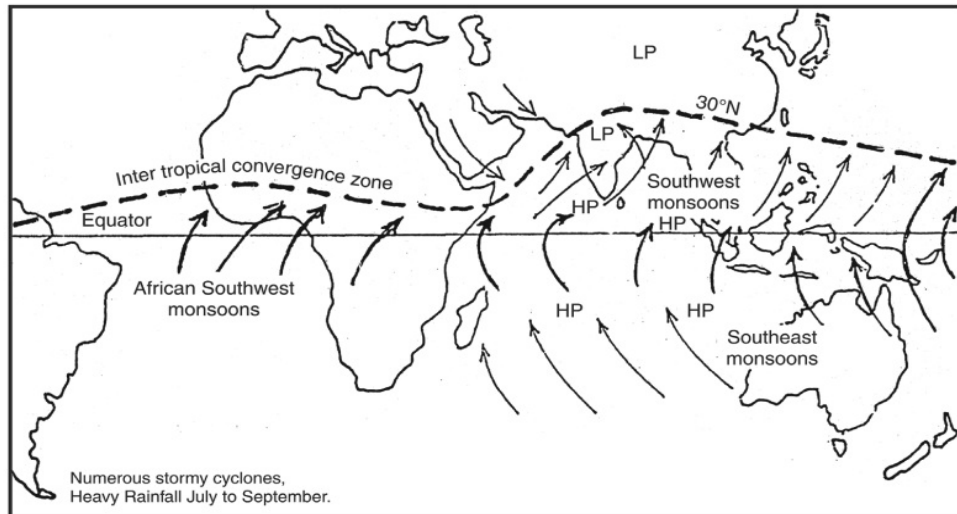 LP
30°N
LP
Inter tropical convergence zone
Southwest
monsoons
HP
HP
Equator
African Southwest
monsoons
HP
HP
Southeast
monsoons
Numerous stormy cyclones,
Heavy Rainfall July to September.